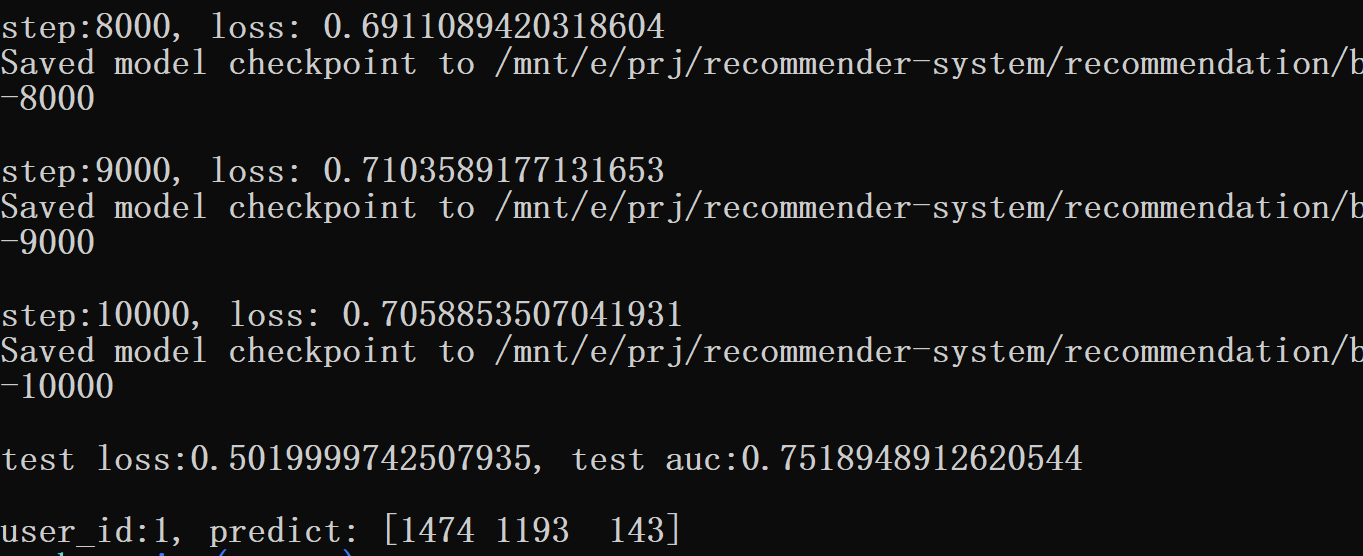 step:8000, loss: 0.6911089420318604
Saved model checkpoint to /mnt/e/prj/recommender-system/recommendation/b
-8000
step:9000, loss: 0.7103589177131653
Saved model checkpoint to /mnt/e/prj/recommender-system/recommendation/b
-9000
step:10000, loss: 0.7058853507041931
Saved model checkpoint to /mnt/e/prj/recommender-system/recommendation/b
-10000
test loss:0.5019999742507935, test auc:0.7518948912620544
user_id:1, predict: [1474 1193  143]